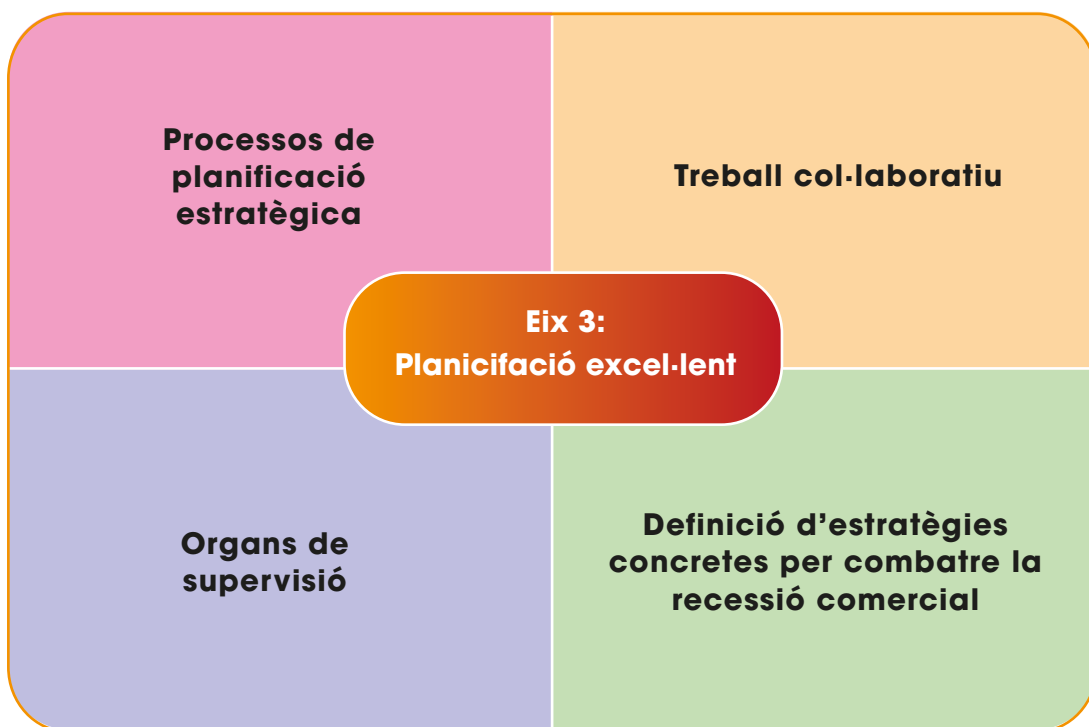 Processos de
planificació
estratègica
Treball col·laboratiu
Eix 3:
Planicifació excel·lent
Organs de
supervisió
Definició d’estratègies
concretes per combatre la
recessió comercial